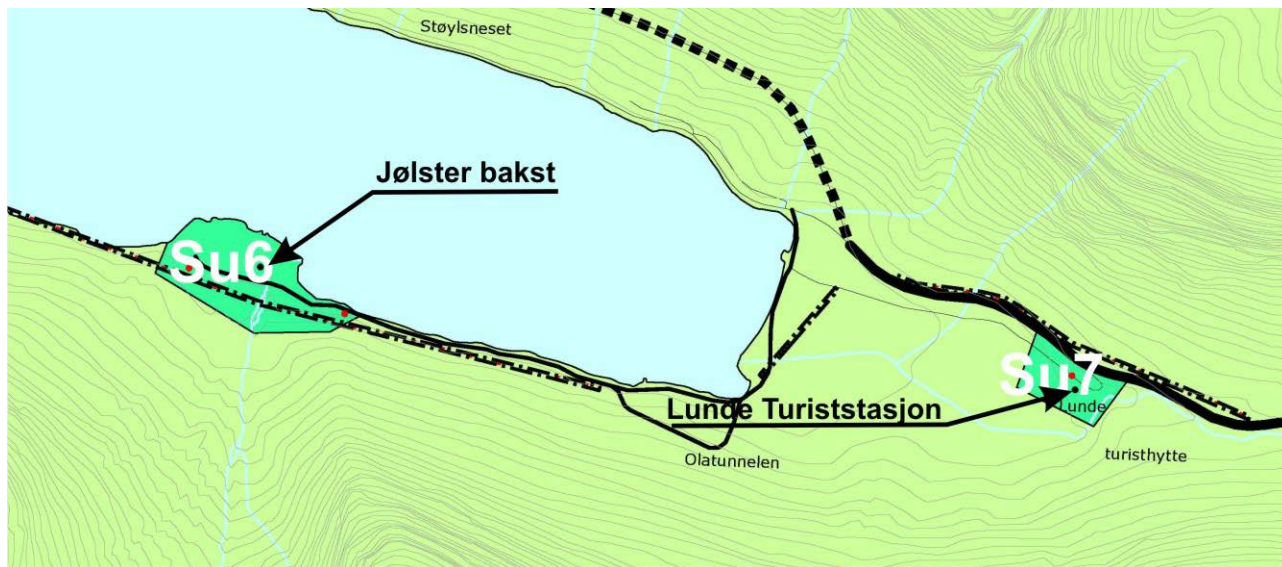 Støylsneset
Jølster bakst
Su6
Su7
Lunde Turiststasjon
Lunde
turisthytte
Olatunnelen